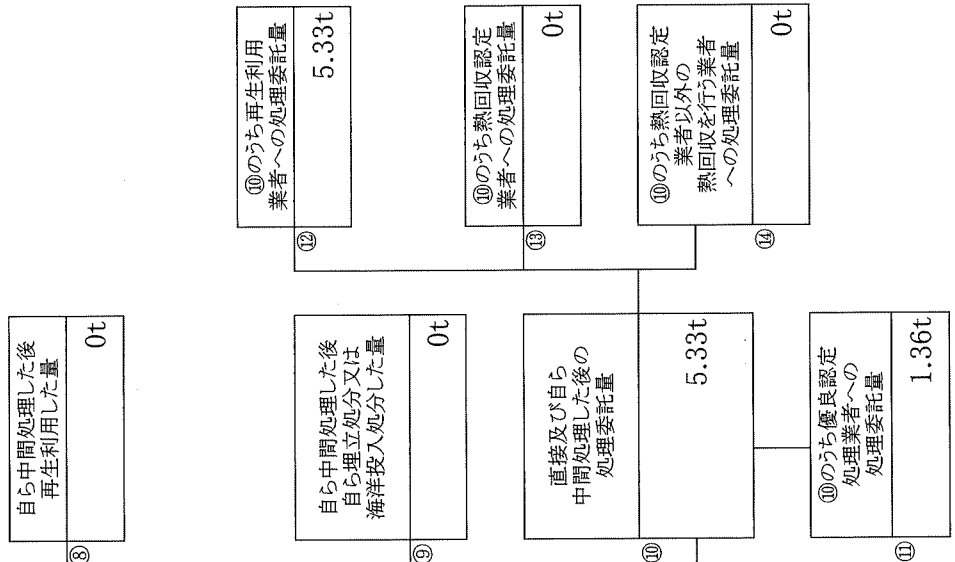 自ら中間処理した後
再生利用した量
⑧
0t
自ら中間処理した後
自ら埋立処分又は
海洋投入処分した量
⑨
0t
直接及び自ら
中間処理した後の
処理委託量
⑩
5.33t
⑩のうち優良認定
処理業者への
処理委託量
⑪
1.36t
⑩のうち再生利用
業者への処理委託量
⑫
5.33t
⑩のうち熱回収認定
業者への処理委託量
⑬
0t
⑩のうち熱回収認定
業者以外の
熱回収を行う業者
への処理委託量
⑭
0t